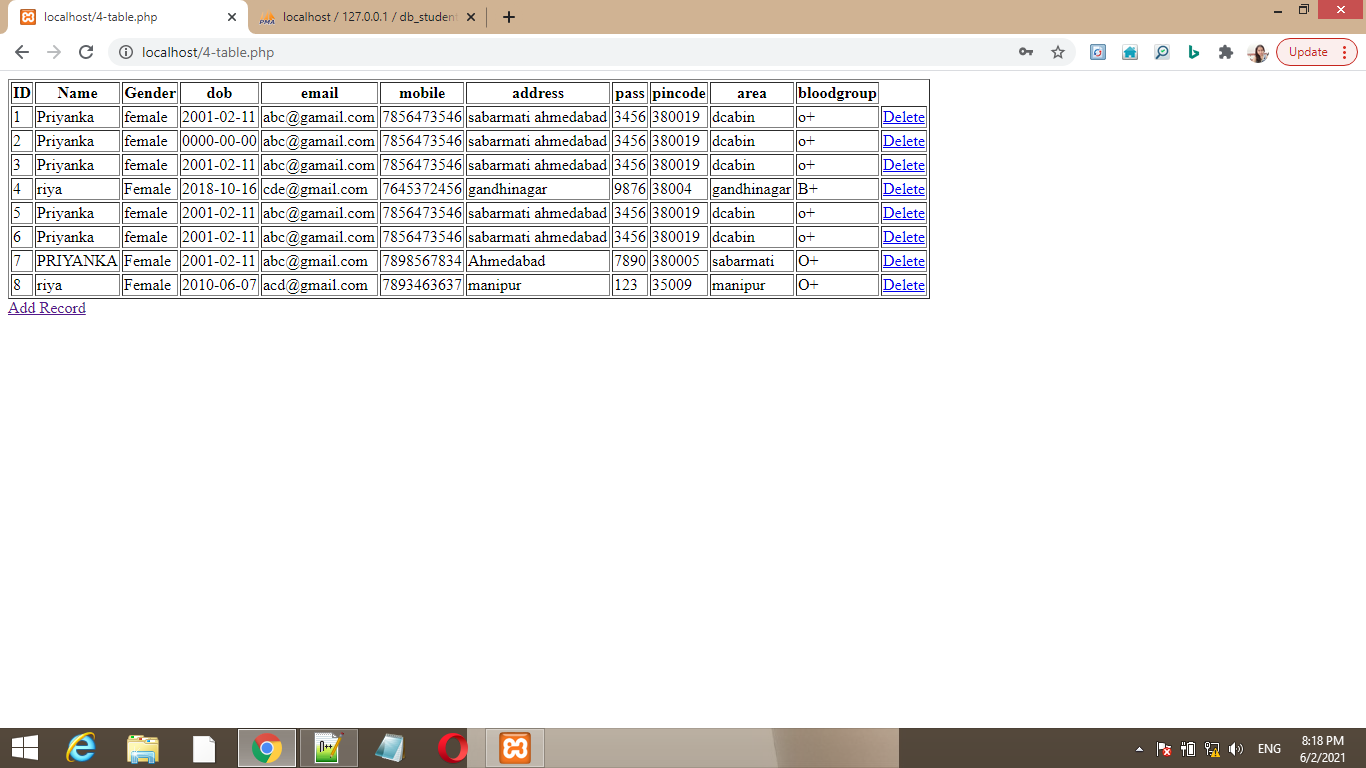 localhost/4-table.php
localhost / 127.0.0.1 / db_studen
localhost/4-table.php Update
ID Name Gender dob email mobile address pass pincode area bloodgroup
1 Priyanka female 2001-02-11 abc@gamail.com 7856473546 sabarmati ahmedabad 3456 380019 dcabin o+ Delete
2 Priyanka female 0000-00-00 abc@gamail.com 7856473546 sabarmati ahmedabad 3456 380019 dcabin o+ Delete
3 Priyanka female 2001-02-11 abc@gamail.com 7856473546 sabarmati ahmedabad 3456 380019 dcabin o+ Delete
4 riya Female 2018-10-16 cde@gmail.com 7645372456 gandhinagar 9876 38004 gandhinagar B+ Delete
5 Priyanka female 2001-02-11 abc@gamail.com 7856473546 sabarmati ahmedabad 3456 380019 dcabin o+ Delete
6 Priyanka female 2001-02-11 abc@gamail.com 7856473546 sabarmati ahmedabad 3456 380019 dcabin o+ Delete
7 PRIYANKA Female 2001-02-11 abc@gmail.com 7898567834 Ahmedabad 7890 380005 sabarmati O+ Delete
8 riya Female 2010-06-07 acd@gmail.com 7893463637 manipur 123 35009 manipur O+ Delete
Add Record
ENG
8:18 PM
6/2/2021